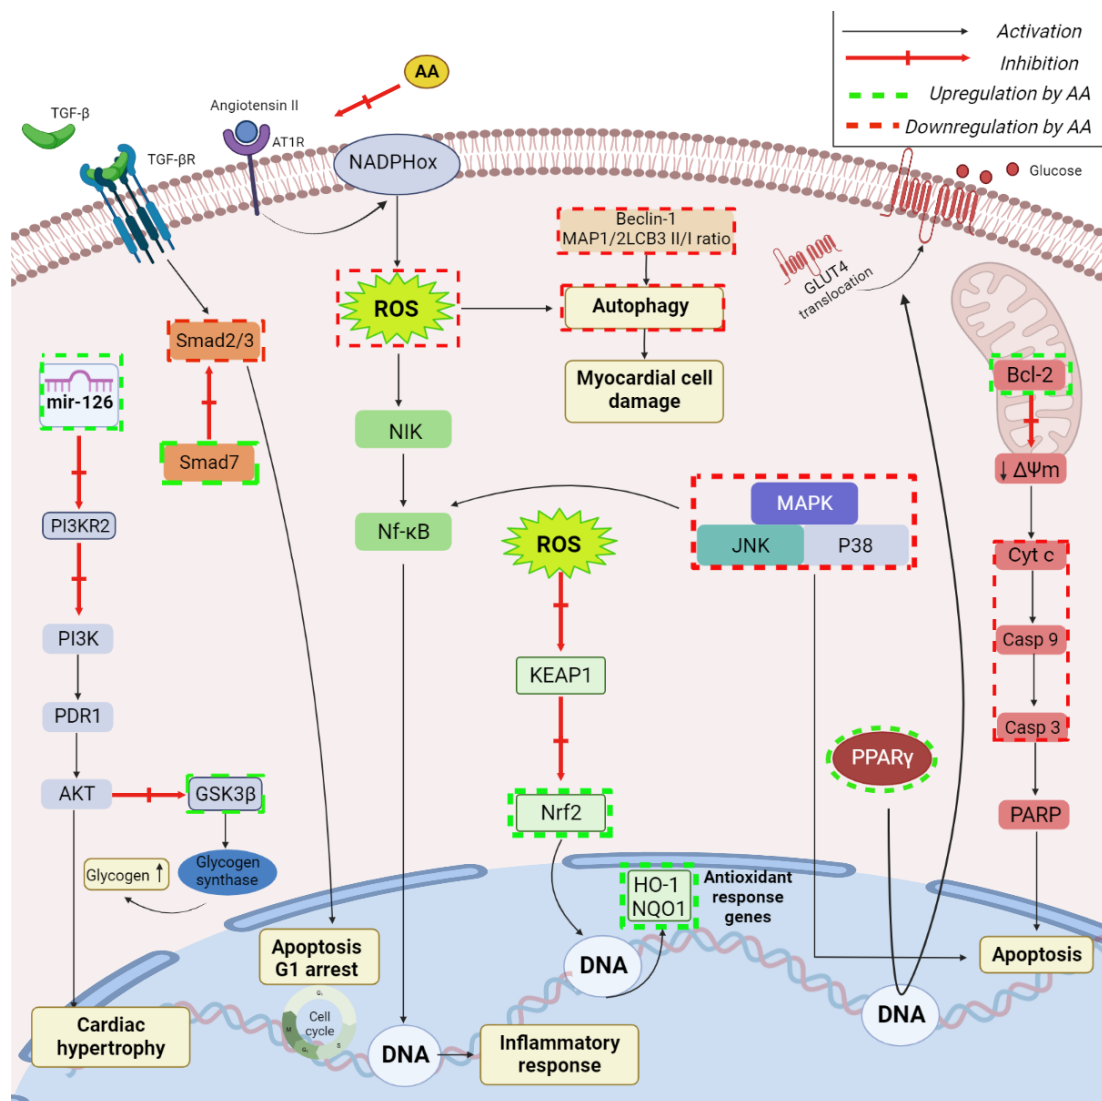 Activation
Inhibition
Upregulation by AA
Downregulation by AA
AA
TGF-β
Angiotensin II
AT1R
TGF-βR
NADPHox
Glucose
Beclin-1
MAP1/2LCB3 II/I ratio
GLUT4
translocation
ROS
Autophagy
Smad2/3
mir-126
Myocardial cell
damage
Bcl-2
NIK
Smad7
↓ ΔΨm
MAPK
PI3KR2
Nf-κB
ROS
JNK
P38
Cyt c
PI3K
KEAP1
Casp 9
PDR1
Casp 3
PPARγ
AKT
GSK3β
Nrf2
PARP
Glycogen ↑
Glycogen
synthase
HO-1
NQO1
Antioxidant
response
genes
Apoptosis
G1 arrest
DNA
Apoptosis
Cell
cycle
G₁
M
S
G₂
DNA
Cardiac
hypertrophy
DNA
Inflammatory
response